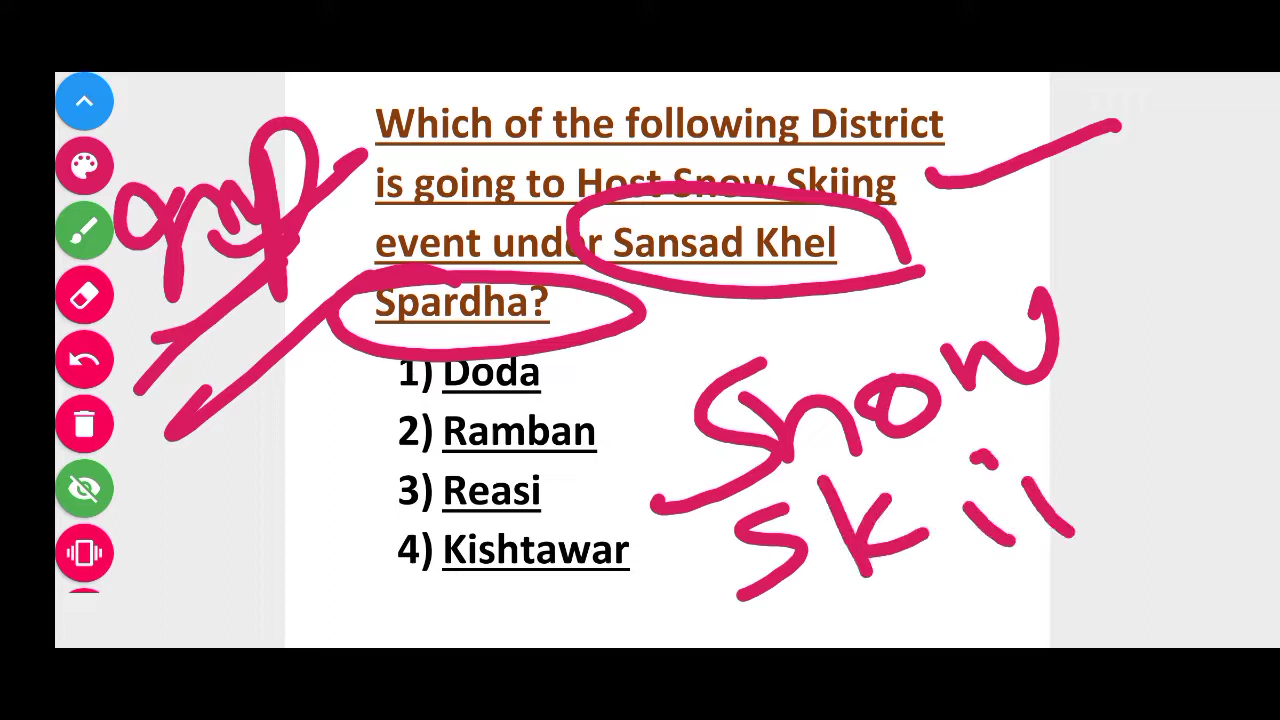 Which of the following District
is going to Host Snow Skiing
event under Sansad Khel
Spardha?
1) Doda
2) Ramban
3) Reasi
4) Kishtawar
Snow